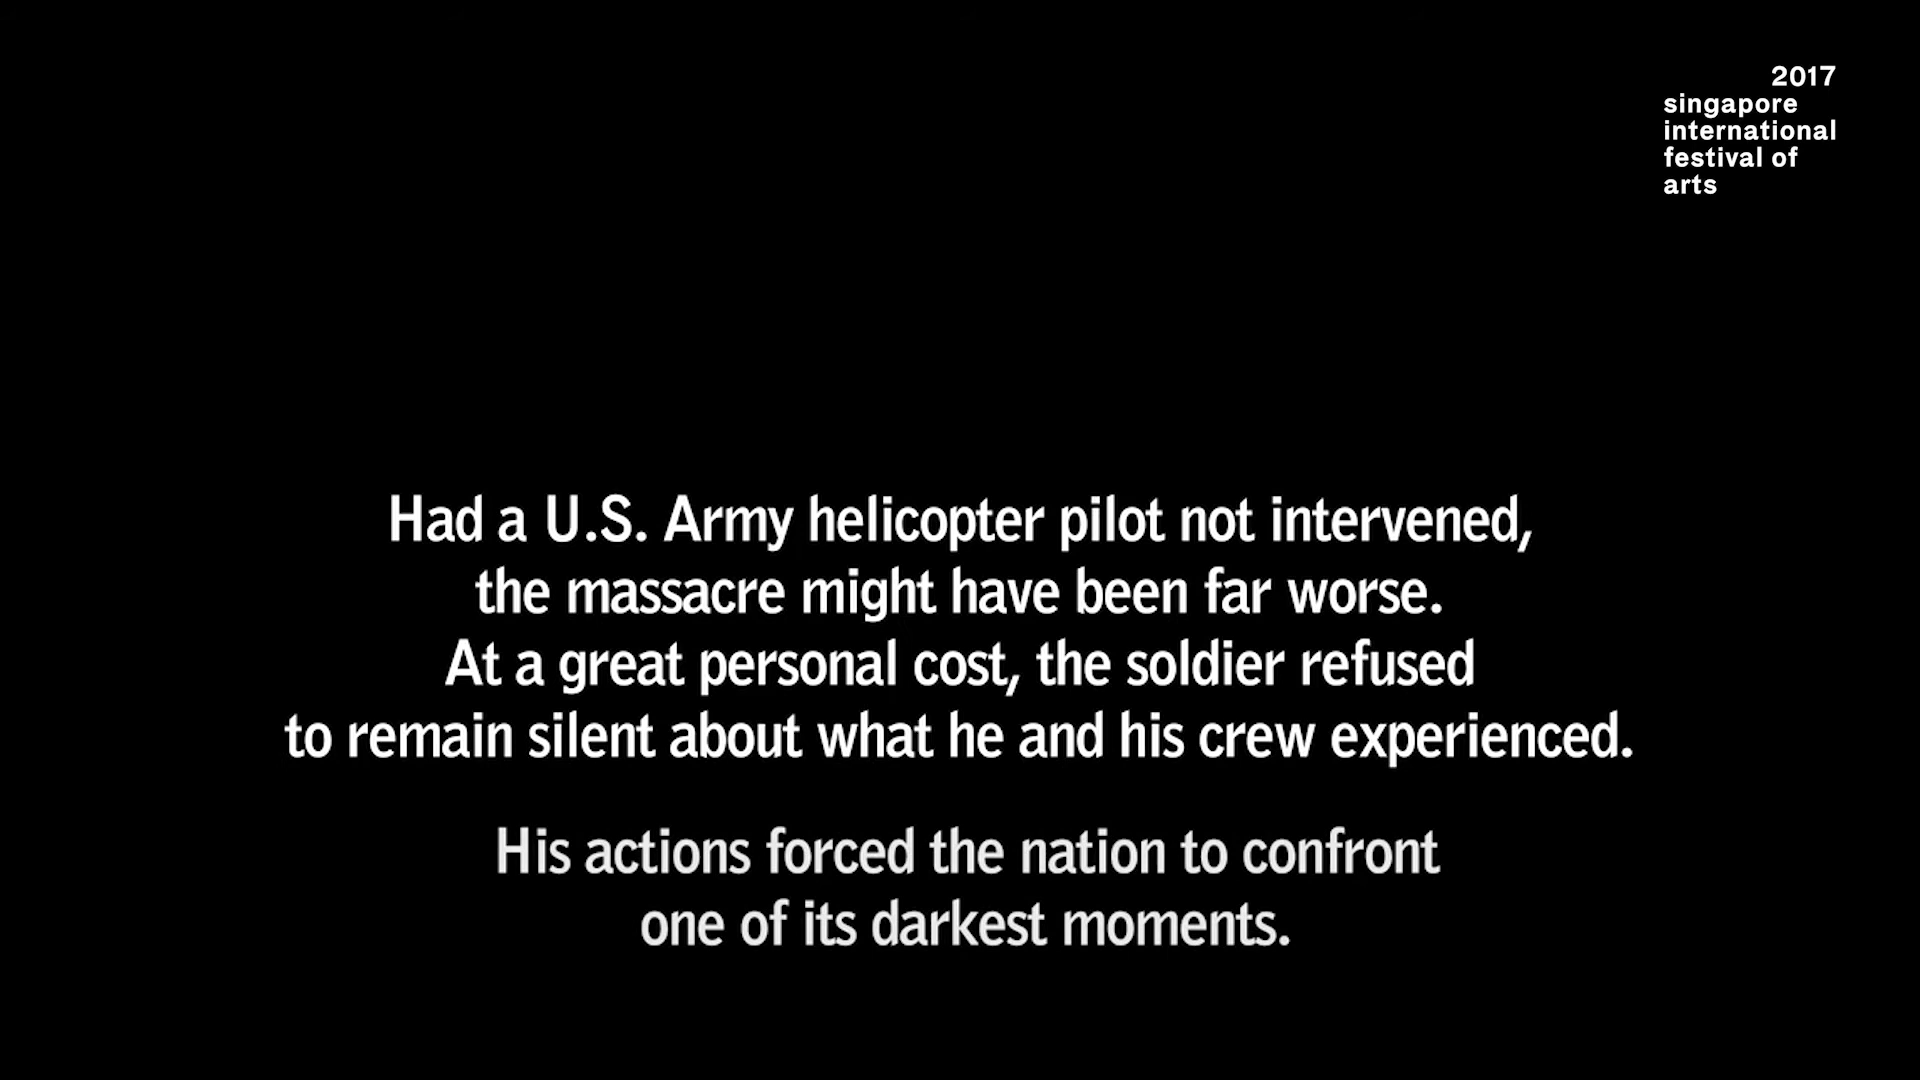 2017
singapore
international
festival of
arts
Had a U.S. Army helicopter pilot not intervened,
the massacre might have been far worse.
At a great personal cost, the soldier refused
to remain silent about what he and his crew experienced.
His actions forced the nation to confront
one of its darkest moments.